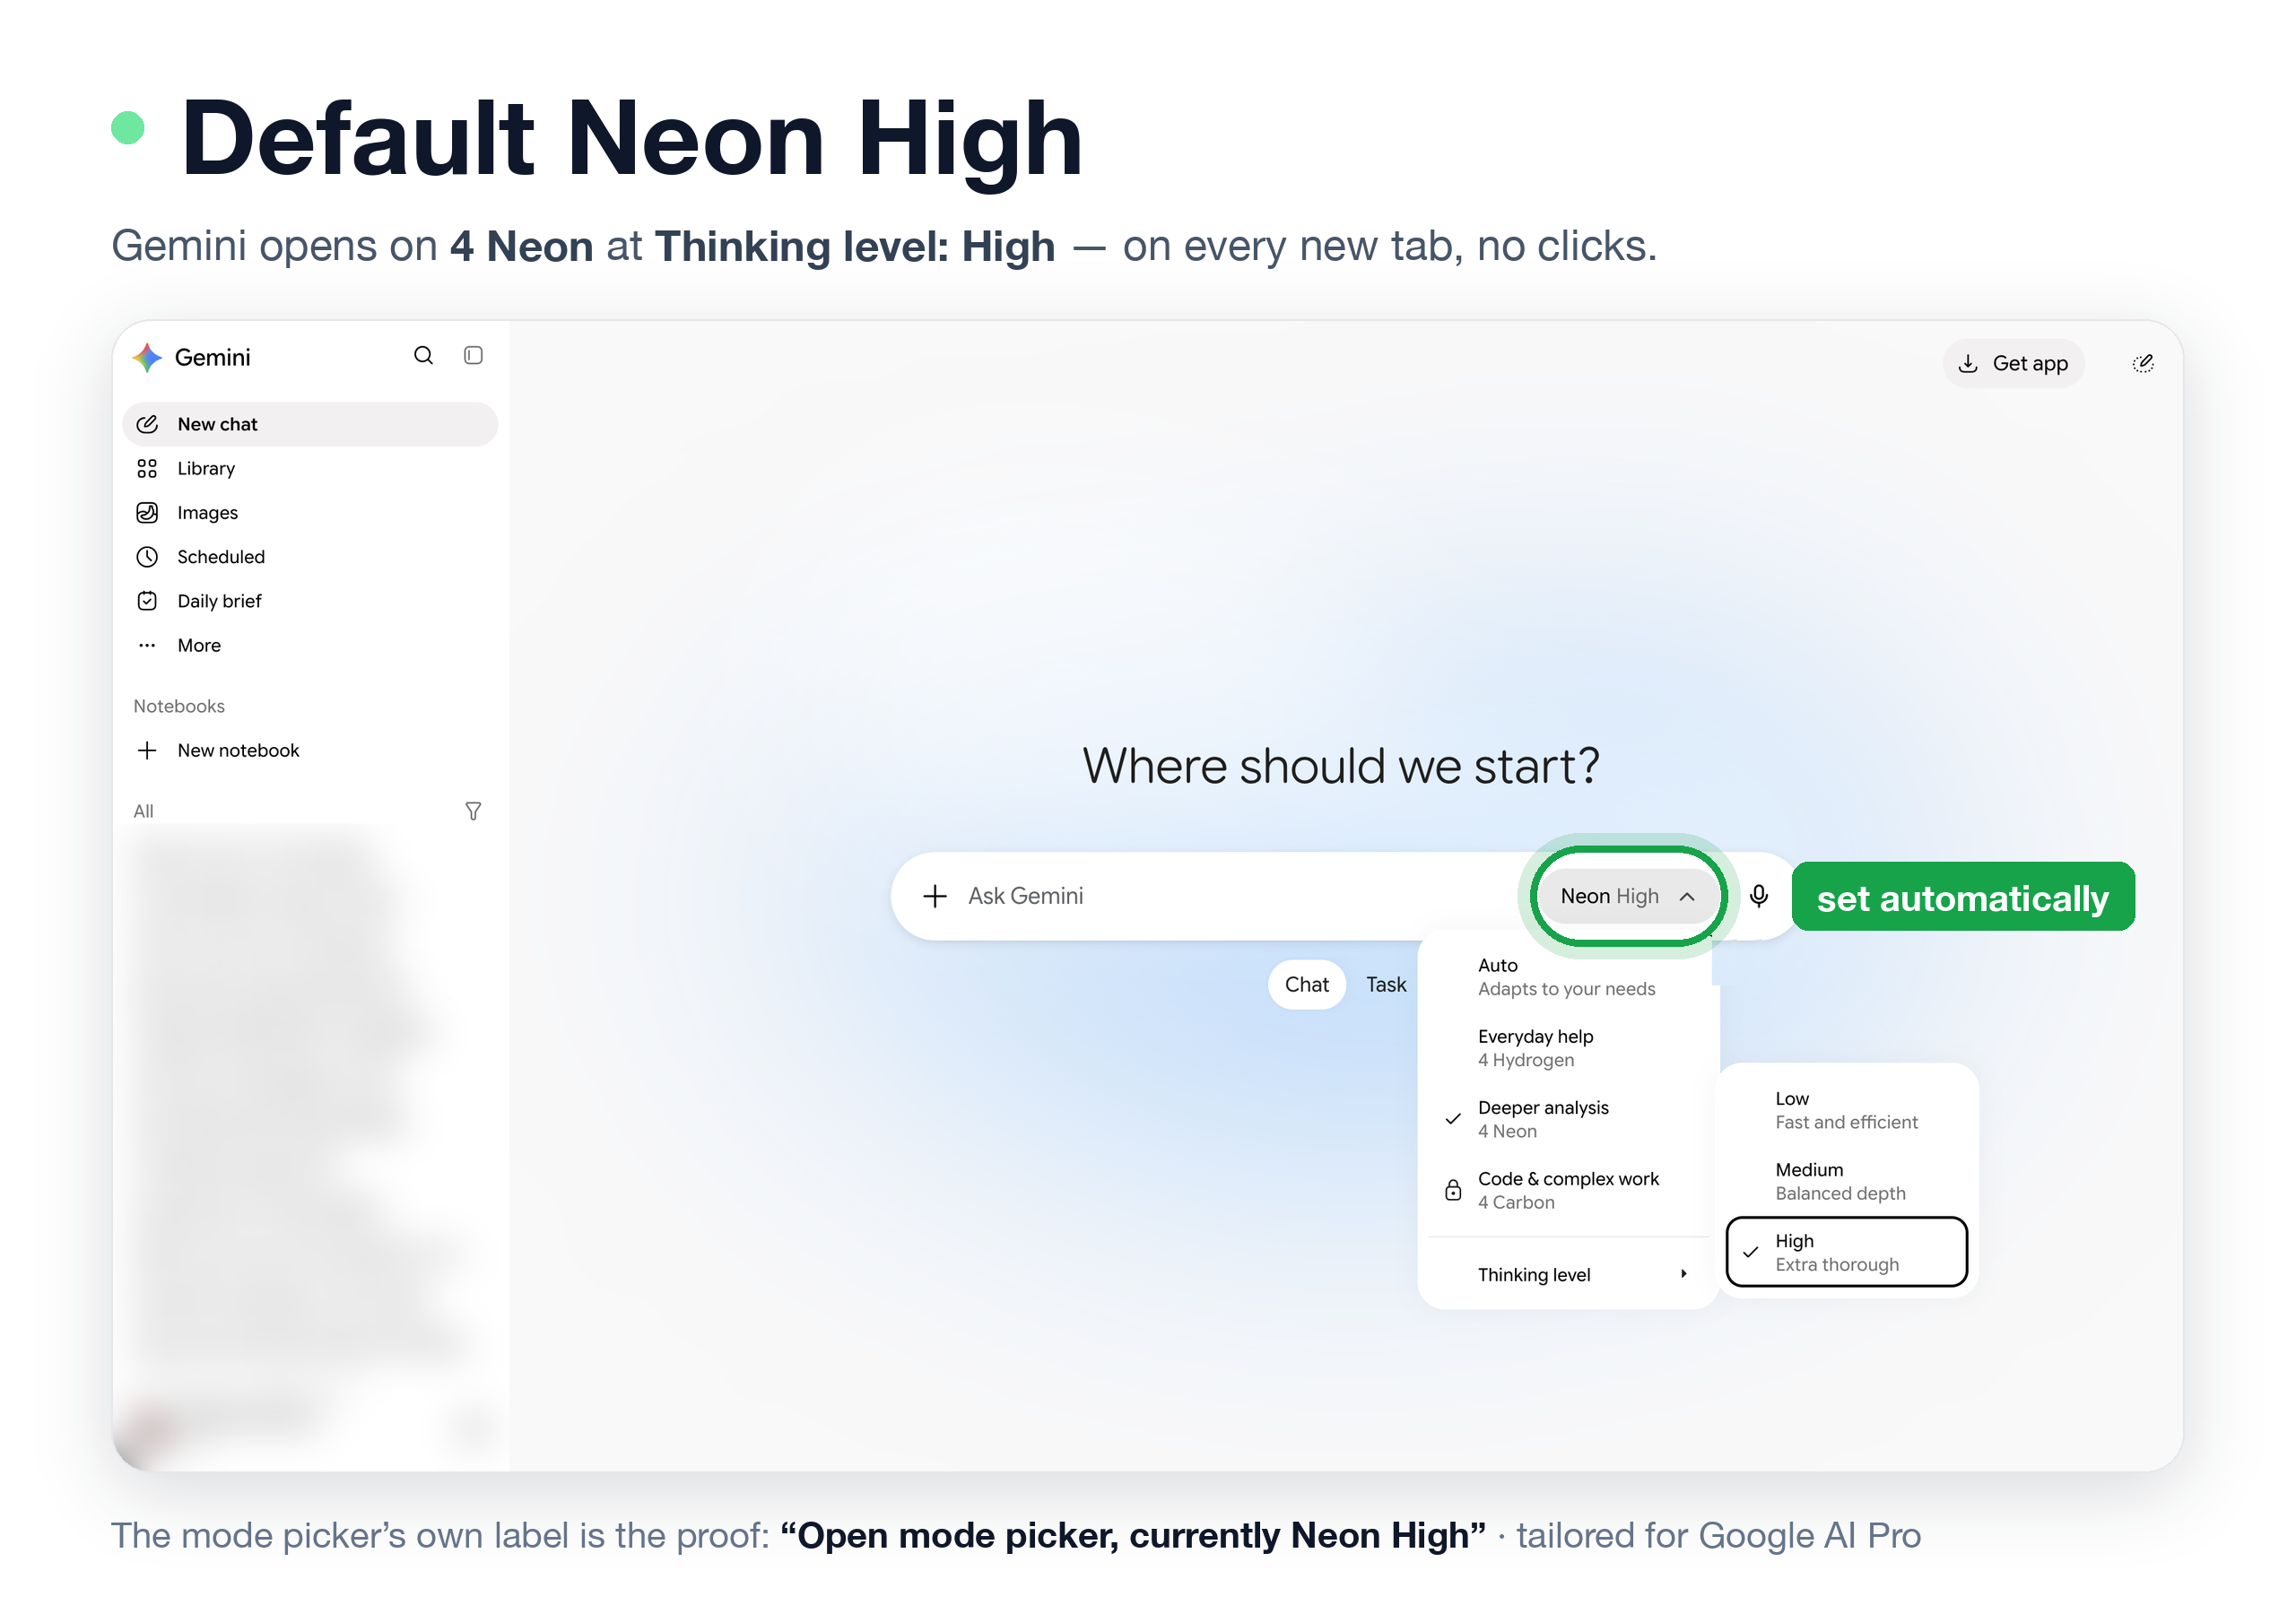 Default Neon High
Gemini opens on 4 Neon at Thinking level: High — on every new tab, no clicks.
Gemini
Get app
New chat
Library
Images
Scheduled
Daily brief
More
Notebooks
New notebook
All
Where should we start?
Ask Gemini
Neon High
set automatically
Chat
Task
Auto
Adapts to your needs
Everyday help
4 Hydrogen
Deeper analysis
4 Neon
Code & complex work
4 Carbon
Thinking level
Low
Fast and efficient
Medium
Balanced depth
High
Extra thorough
The mode picker’s own label is the proof: “Open mode picker, currently Neon High” · tailored for Google AI Pro